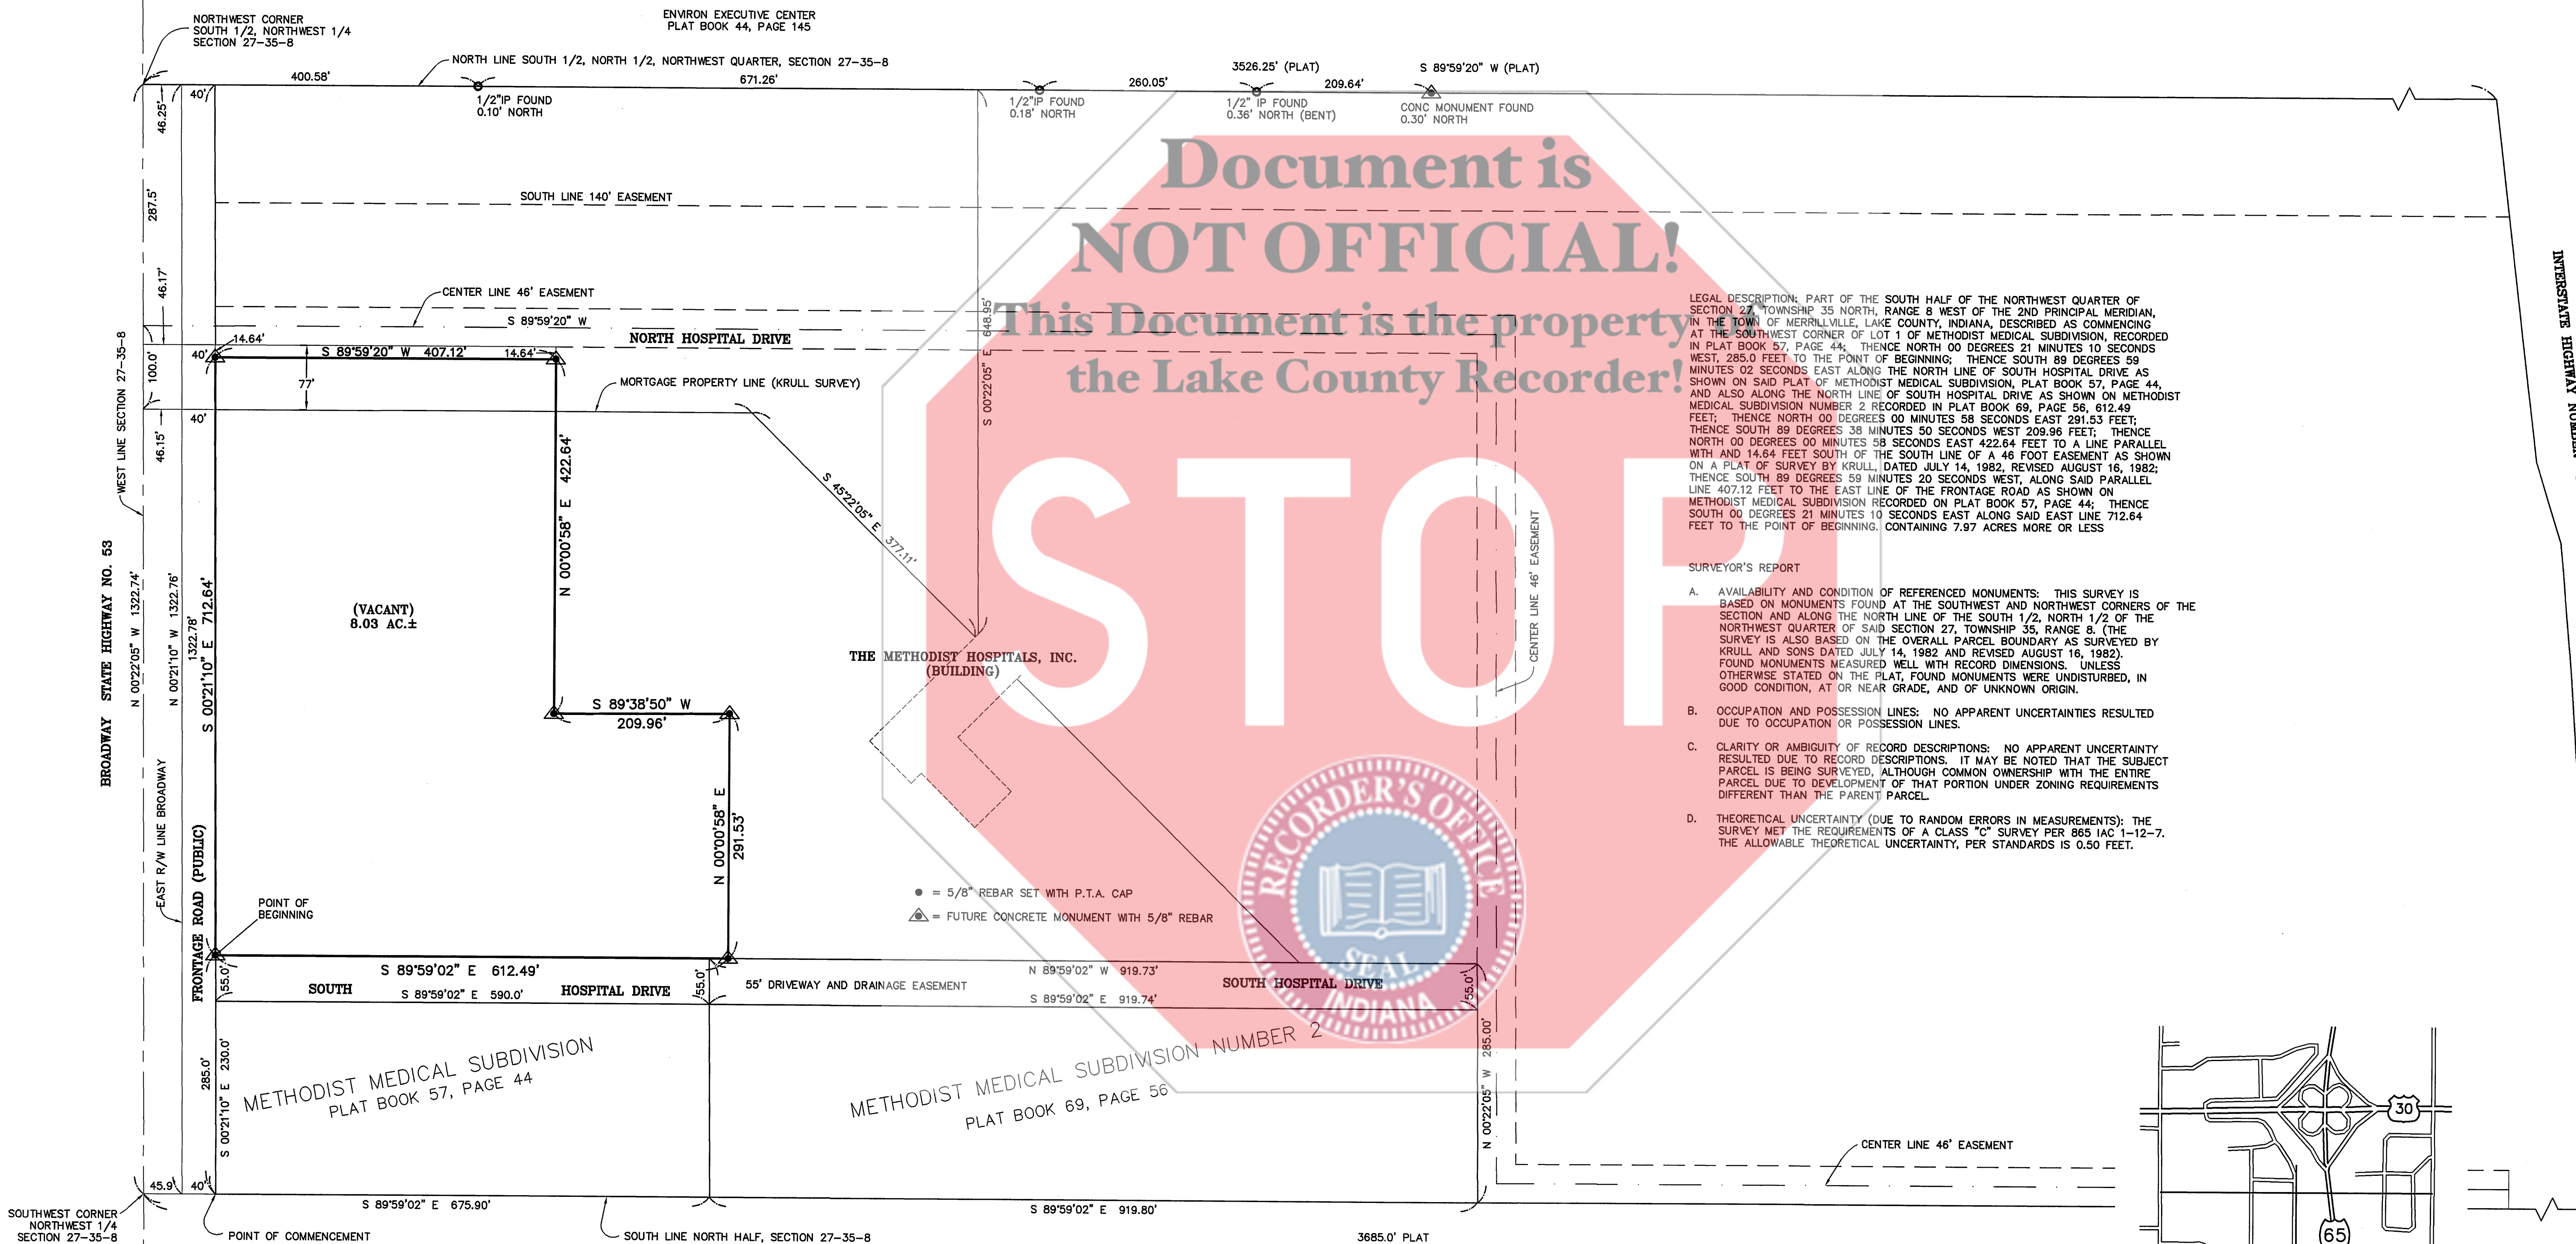 NORTHWEST CORNER
SOUTH 1/2, NORTHWEST 1/4
SECTION 27-35-8
ENVIRON EXECUTIVE CENTER
PLAT BOOK 44, PAGE 145
NORTH LINE SOUTH 1/2, NORTH 1/2, NORTHWEST QUARTER, SECTION 27-35-8
400.58'
671.26'
260.05'
3526.25' (PLAT)
209.64'
S 89°59'20" W (PLAT)
40'
46.25'
1/2"IP FOUND
0.10' NORTH
1/2"IP FOUND
0.18' NORTH
1/2" IP FOUND
0.36' NORTH (BENT)
CONC MONUMENT FOUND
0.30' NORTH
Document is
NOT OFFICIAL!
This Document is the property of
the Lake County Recorder!
STOP
RECORDER'S OFFICE
SEAL
INDIANA
287.5'
SOUTH LINE 140' EASEMENT
46.17'
CENTER LINE 46' EASEMENT
S 89°59'20" W
NORTH HOSPITAL DRIVE
14.64'
40'
S 89°59'20" W 407.12'
14.64'
100.0'
77'
MORTGAGE PROPERTY LINE (KRULL SURVEY)
40'
46.15'
S 00°22'05" E 648.95'
WEST LINE SECTION 27-35-8
N 00°00'58" E 422.64'
S 45°22'05" E 377.11'
CENTER LINE 46' EASEMENT
INTERSTATE HIGHWAY
BROADWAY STATE HIGHWAY NO. 53
N 00°22'05" W 1322.74'
N 00°21'10" W 1322.76'
1322.78'
S 00°21'10" E 712.64'
(VACANT)
8.03 AC.±
THE METHODIST HOSPITALS, INC.
(BUILDING)
S 89°38'50" W
209.96'
N 00°00'58" E
291.53'
EAST R/W LINE BROADWAY
FRONTAGE ROAD (PUBLIC)
POINT OF
BEGINNING
= 5/8" REBAR SET WITH P.T.A. CAP
= FUTURE CONCRETE MONUMENT WITH 5/8" REBAR
S 89°59'02" E 612.49'
55.0'
SOUTH
S 89°59'02" E 590.0'
HOSPITAL DRIVE
55.0'
55' DRIVEWAY AND DRAINAGE EASEMENT
N 89°59'02" W 919.73'
S 89°59'02" E 919.74'
SOUTH HOSPITAL DRIVE
55.0'
285.0'
S 00°21'10" E 230.0'
METHODIST MEDICAL SUBDIVISION
PLAT BOOK 57, PAGE 44
METHODIST MEDICAL SUBDIVISION NUMBER 2
PLAT BOOK 69, PAGE 56
N 00°22'05" W 285.00'
45.9'
40'
S 89°59'02" E 675.90'
S 89°59'02" E 919.80'
CENTER LINE 46' EASEMENT
SOUTHWEST CORNER
NORTHWEST 1/4
SECTION 27-35-8
POINT OF COMMENCEMENT
SOUTH LINE NORTH HALF, SECTION 27-35-8
3685.0' PLAT
LEGAL DESCRIPTION: PART OF THE SOUTH HALF OF THE NORTHWEST QUARTER OF
SECTION 27, TOWNSHIP 35 NORTH, RANGE 8 WEST OF THE 2ND PRINCIPAL MERIDIAN,
IN THE TOWN OF MERRILLVILLE, LAKE COUNTY, INDIANA, DESCRIBED AS COMMENCING
AT THE SOUTHWEST CORNER OF LOT 1 OF METHODIST MEDICAL SUBDIVISION, RECORDED
IN PLAT BOOK 57, PAGE 44; THENCE NORTH 00 DEGREES 21 MINUTES 10 SECONDS
WEST, 285.0 FEET TO THE POINT OF BEGINNING; THENCE SOUTH 89 DEGREES 59
MINUTES 02 SECONDS EAST ALONG THE NORTH LINE OF SOUTH HOSPITAL DRIVE AS
SHOWN ON SAID PLAT OF METHODIST MEDICAL SUBDIVISION, PLAT BOOK 57, PAGE 44,
AND ALSO ALONG THE NORTH LINE OF SOUTH HOSPITAL DRIVE AS SHOWN ON METHODIST
MEDICAL SUBDIVISION NUMBER 2 RECORDED IN PLAT BOOK 69, PAGE 56, 612.49
FEET; THENCE NORTH 00 DEGREES 00 MINUTES 58 SECONDS EAST 291.53 FEET;
THENCE SOUTH 89 DEGREES 38 MINUTES 50 SECONDS WEST 209.96 FEET; THENCE
NORTH 00 DEGREES 00 MINUTES 58 SECONDS EAST 422.64 FEET TO A LINE PARALLEL
WITH AND 14.64 FEET SOUTH OF THE SOUTH LINE OF A 46 FOOT EASEMENT AS SHOWN
ON A PLAT OF SURVEY BY KRULL, DATED JULY 14, 1982, REVISED AUGUST 16, 1982;
THENCE SOUTH 89 DEGREES 59 MINUTES 20 SECONDS WEST, ALONG SAID PARALLEL
LINE 407.12 FEET TO THE EAST LINE OF THE FRONTAGE ROAD AS SHOWN ON
METHODIST MEDICAL SUBDIVISION RECORDED ON PLAT BOOK 57, PAGE 44; THENCE
SOUTH 00 DEGREES 21 MINUTES 10 SECONDS EAST ALONG SAID EAST LINE 712.64
FEET TO THE POINT OF BEGINNING. CONTAINING 7.97 ACRES MORE OR LESS
SURVEYOR'S REPORT
A. AVAILABILITY AND CONDITION OF REFERENCED MONUMENTS: THIS SURVEY IS
BASED ON MONUMENTS FOUND AT THE SOUTHWEST AND NORTHWEST CORNERS OF THE
SECTION AND ALONG THE NORTH LINE OF THE SOUTH 1/2, NORTH 1/2 OF THE
NORTHWEST QUARTER OF SAID SECTION 27, TOWNSHIP 35, RANGE 8. (THE
SURVEY IS ALSO BASED ON THE OVERALL PARCEL BOUNDARY AS SURVEYED BY
KRULL AND SONS DATED JULY 14, 1982 AND REVISED AUGUST 16, 1982).
FOUND MONUMENTS MEASURED WELL WITH RECORD DIMENSIONS. UNLESS
OTHERWISE STATED ON THE PLAT, FOUND MONUMENTS WERE UNDISTURBED, IN
GOOD CONDITION, AT OR NEAR GRADE, AND OF UNKNOWN ORIGIN.
B. OCCUPATION AND POSSESSION LINES: NO APPARENT UNCERTAINTIES RESULTED
DUE TO OCCUPATION OR POSSESSION LINES.
C. CLARITY OR AMBIGUITY OF RECORD DESCRIPTIONS: NO APPARENT UNCERTAINTY
RESULTED DUE TO RECORD DESCRIPTIONS. IT MAY BE NOTED THAT THE SUBJECT
PARCEL IS BEING SURVEYED, ALTHOUGH COMMON OWNERSHIP WITH THE ENTIRE
PARCEL DUE TO DEVELOPMENT OF THAT PORTION UNDER ZONING REQUIREMENTS
DIFFERENT THAN THE PARENT PARCEL.
D. THEORETICAL UNCERTAINTY (DUE TO RANDOM ERRORS IN MEASUREMENTS): THE
SURVEY MET THE REQUIREMENTS OF A CLASS "C" SURVEY PER 865 IAC 1-12-7.
THE ALLOWABLE THEORETICAL UNCERTAINTY, PER STANDARDS IS 0.50 FEET.
30
65